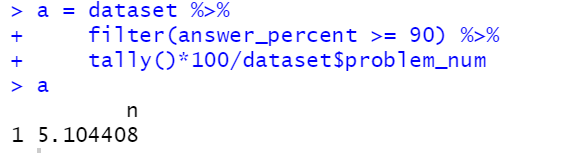 > a = dataset %>%
+     filter(answer_percent >= 90) %>%
+     tally()*100/dataset$problem_num
> a
         n
1 5.104408